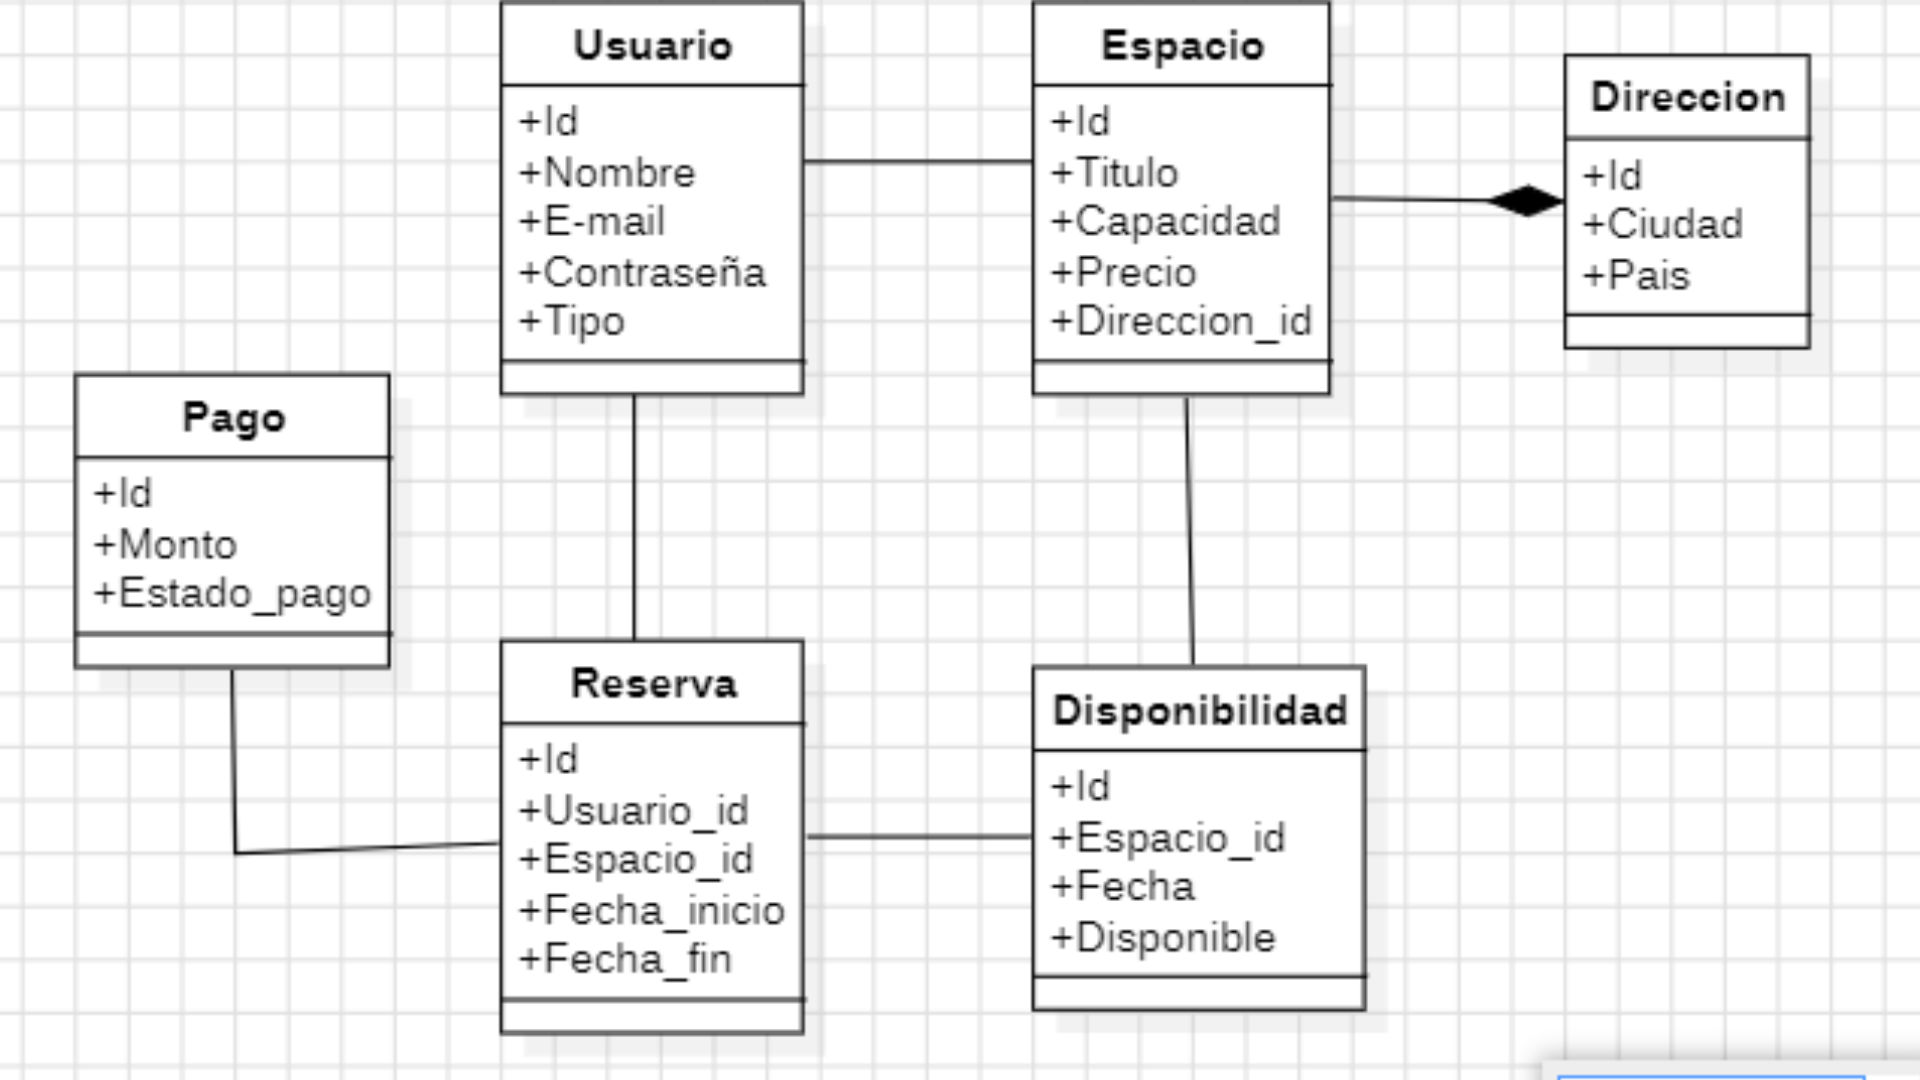 Usuario
+Id
+Nombre
+E-mail
+Contraseña
+Tipo
Espacio
+Id
+Titulo
+Capacidad
+Precio
+Direccion_id
Direccion
+Id
+Ciudad
+Pais
Pago
+Id
+Monto
+Estado_pago
Reserva
+Id
+Usuario_id
+Espacio_id
+Fecha_inicio
+Fecha_fin
Disponibilidad
+Id
+Espacio_id
+Fecha
+Disponible